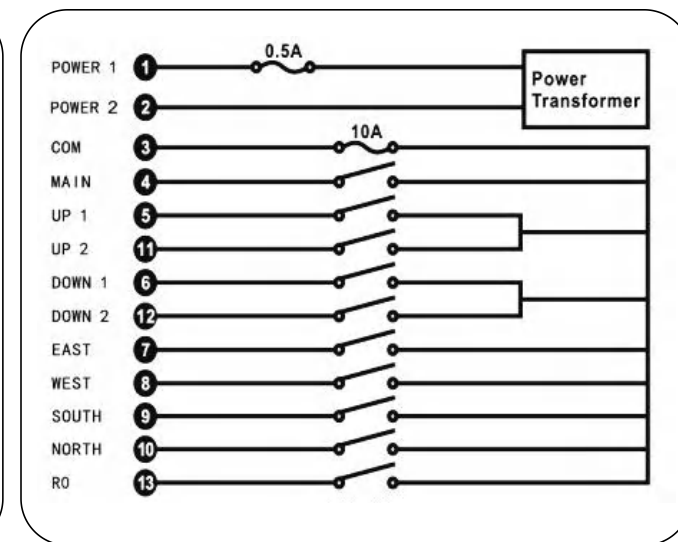 0.5A
POWER 1 1
Power
Transformer
POWER 2 2
10A
COM 3
MAIN 4
UP 1 5
UP 2 11
DOWN 1 6
DOWN 2 12
EAST 7
WEST 8
SOUTH 9
NORTH 10
RO 13